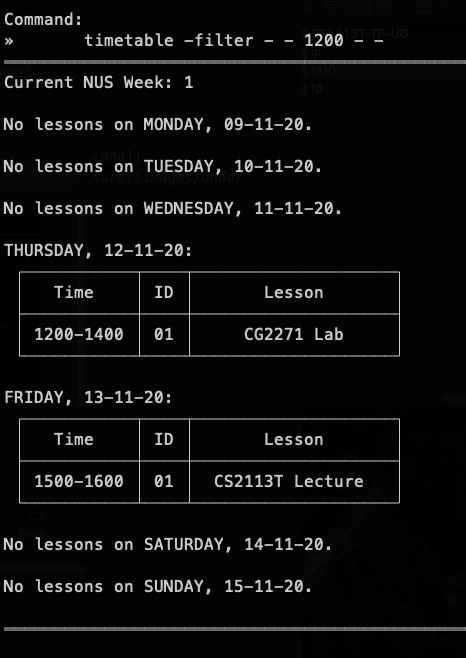 Command:
» timetable -filter - - 1200 - -
Current NUS Week: 1
No lessons on MONDAY, 09-11-20.
No lessons on TUESDAY, 10-11-20.
No lessons on WEDNESDAY, 11-11-20.
THURSDAY, 12-11-20:
Time ID Lesson
1200-1400 01 CG2271 Lab
FRIDAY, 13-11-20:
Time ID Lesson
1500-1600 01 CS2113T Lecture
No lessons on SATURDAY, 14-11-20.
No lessons on SUNDAY, 15-11-20.